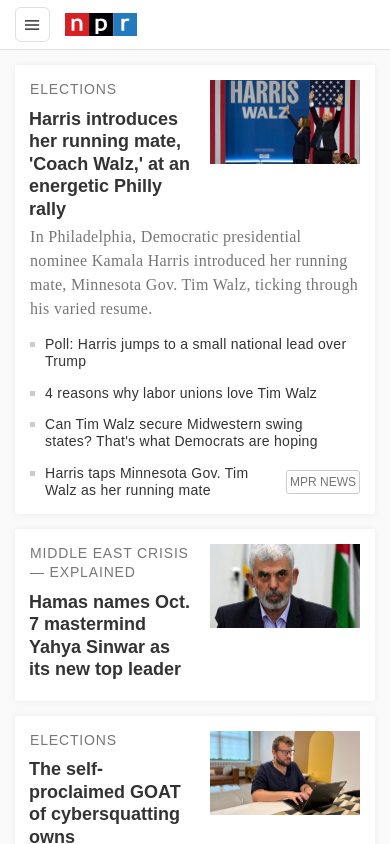 npr
ELECTIONS
HARRIS
WALZ
Harris introduces
her running mate,
'Coach Walz,' at an
energetic Philly
rally
In Philadelphia, Democratic presidential
nominee Kamala Harris introduced her running
mate, Minnesota Gov. Tim Walz, ticking through
his varied resume.
Poll: Harris jumps to a small national lead over
Trump
4 reasons why labor unions love Tim Walz
Can Tim Walz secure Midwestern swing
states? That's what Democrats are hoping
Harris taps Minnesota Gov. Tim
Walz as her running mate
MPR NEWS
MIDDLE EAST CRISIS
— EXPLAINED
Hamas names Oct.
7 mastermind
Yahya Sinwar as
its new top leader
ELECTIONS
The self-
proclaimed GOAT
of cybersquatting
owns